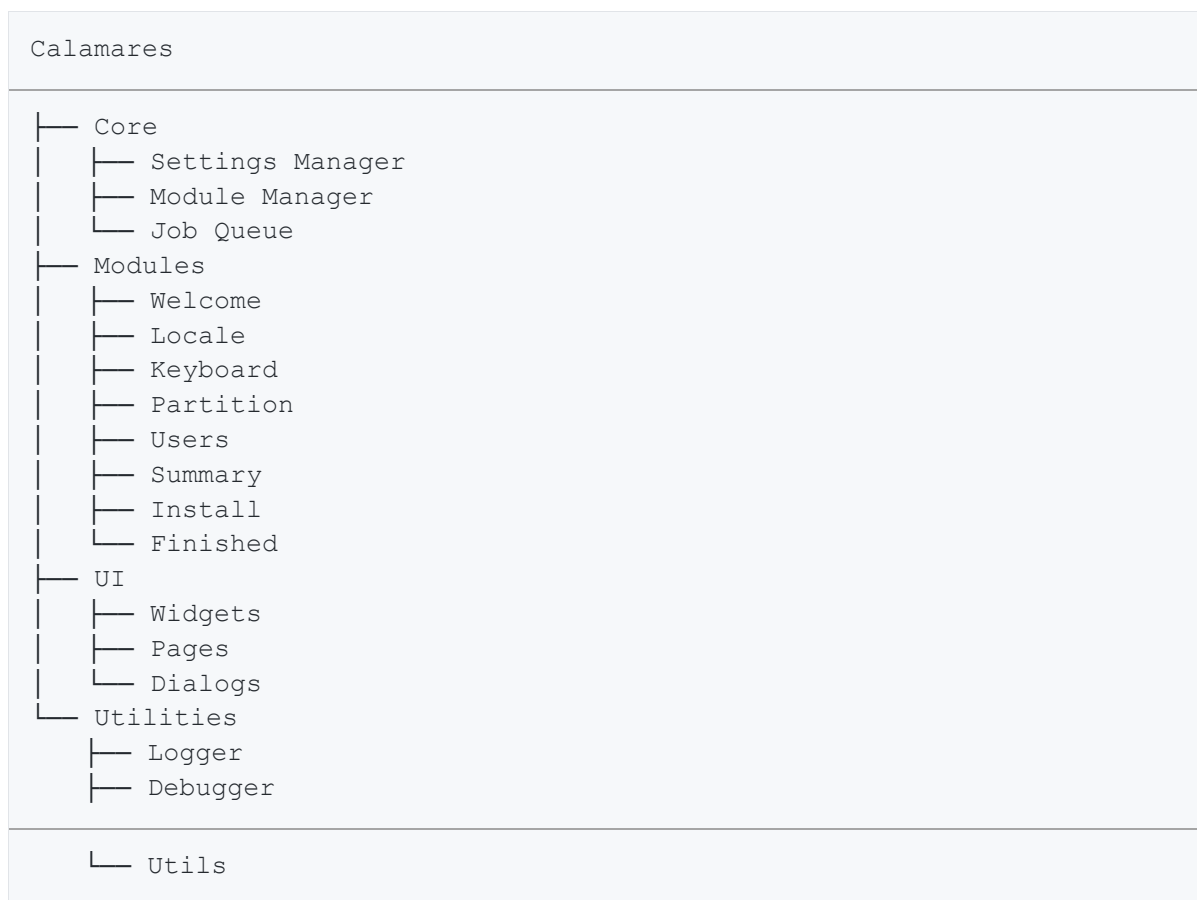 Calamares
├── Core
│   ├── Settings Manager
│   ├── Module Manager
│   └── Job Queue
├── Modules
│   ├── Welcome
│   ├── Locale
│   ├── Keyboard
│   ├── Partition
│   ├── Users
│   ├── Summary
│   ├── Install
│   └── Finished
├── UI
│   ├── Widgets
│   ├── Pages
│   └── Dialogs
└── Utilities
    ├── Logger
    ├── Debugger
    └── Utils